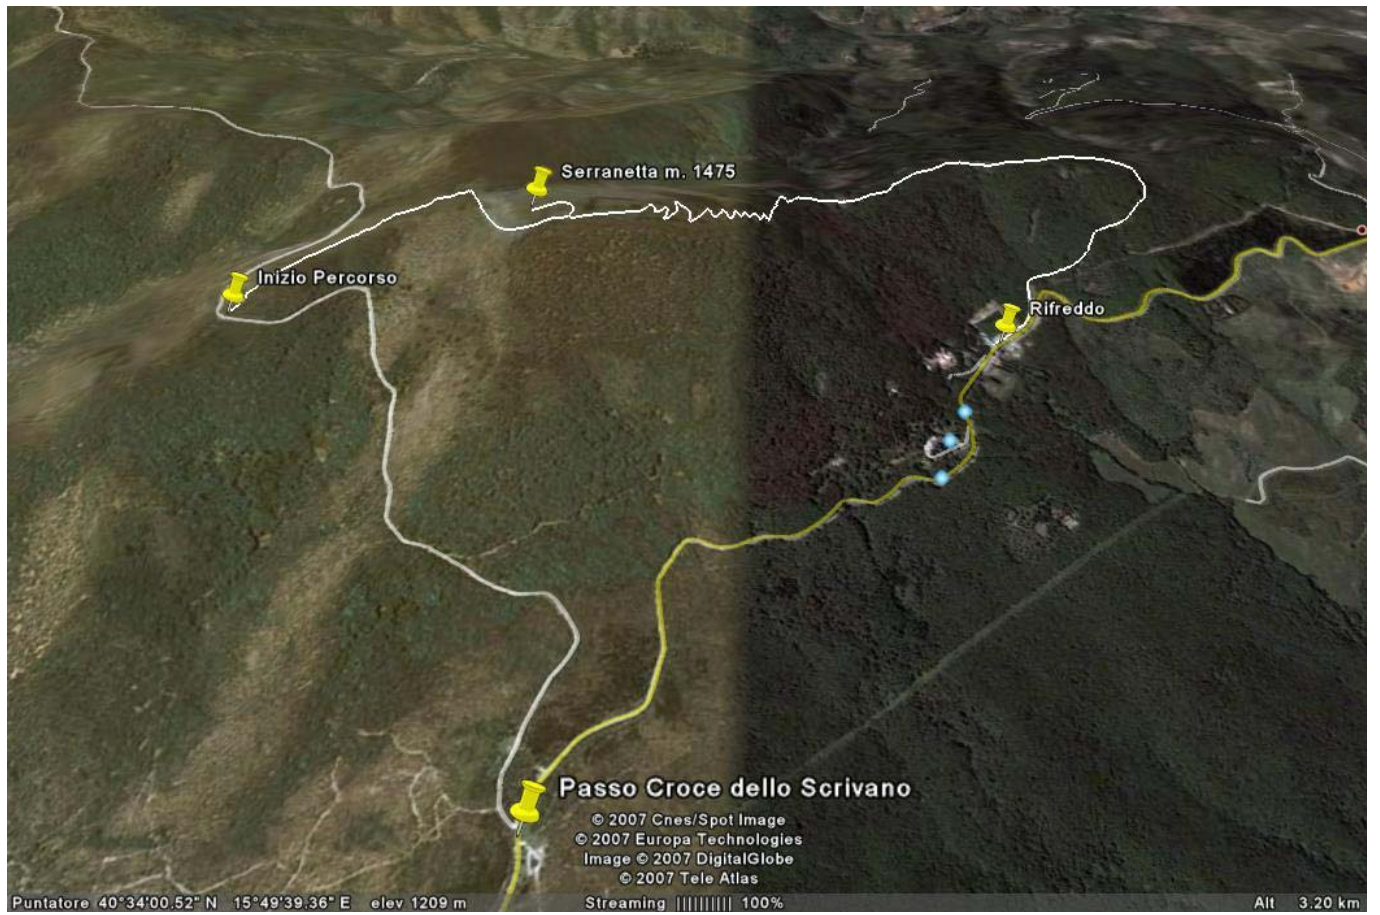 Serranetta m. 1475
Inizio Percorso
Rifreddo
Passo Croce dello Scrivano
© 2007 Cnes/Spot Image
© 2007 Europa Technologies
Image © 2007 DigitalGlobe
© 2007 Tele Atlas
Puntatore 40°34'00.52" N 15°49'39.36" E elev 1209 m Streaming |||||||||| 100% Alt 3.20 km